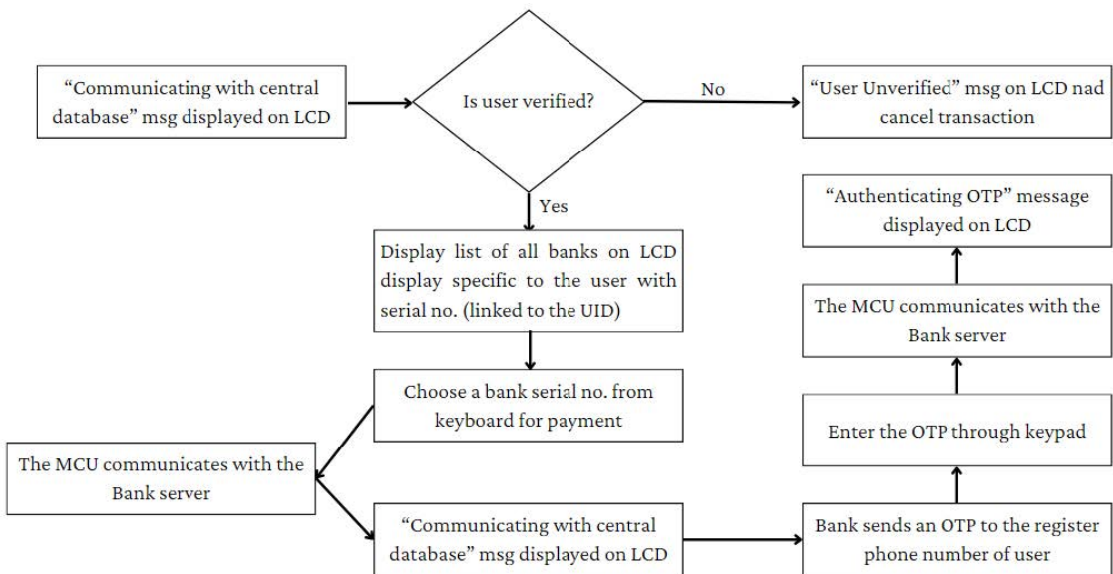 “Communicating with central
database” msg displayed on LCD
Is user verified?
No
“User Unverified” msg on LCD nad
cancel transaction
Yes
Display list of all banks on LCD
display specific to the user with
serial no. (linked to the UID)
Choose a bank serial no. from
keyboard for payment
The MCU communicates with the
Bank server
“Communicating with central
database” msg displayed on LCD
Bank sends an OTP to the register
phone number of user
Enter the OTP through keypad
The MCU communicates with the
Bank server
“Authenticating OTP” message
displayed on LCD